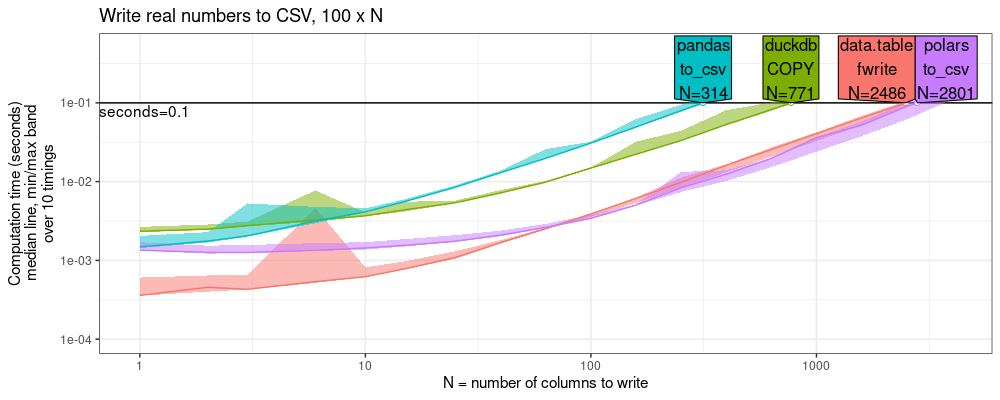 Write real numbers to CSV, 100 x N
pandas
to_csv
N=314
duckdb
COPY
N=771
data.table
fwrite
N=2486
polars
to_csv
N=2801
seconds=0.1
1e-01
1e-02
1e-03
1e-04
Computation time (seconds)
median line, min/max band
over 10 timings
1
10
100
1000
N = number of columns to write